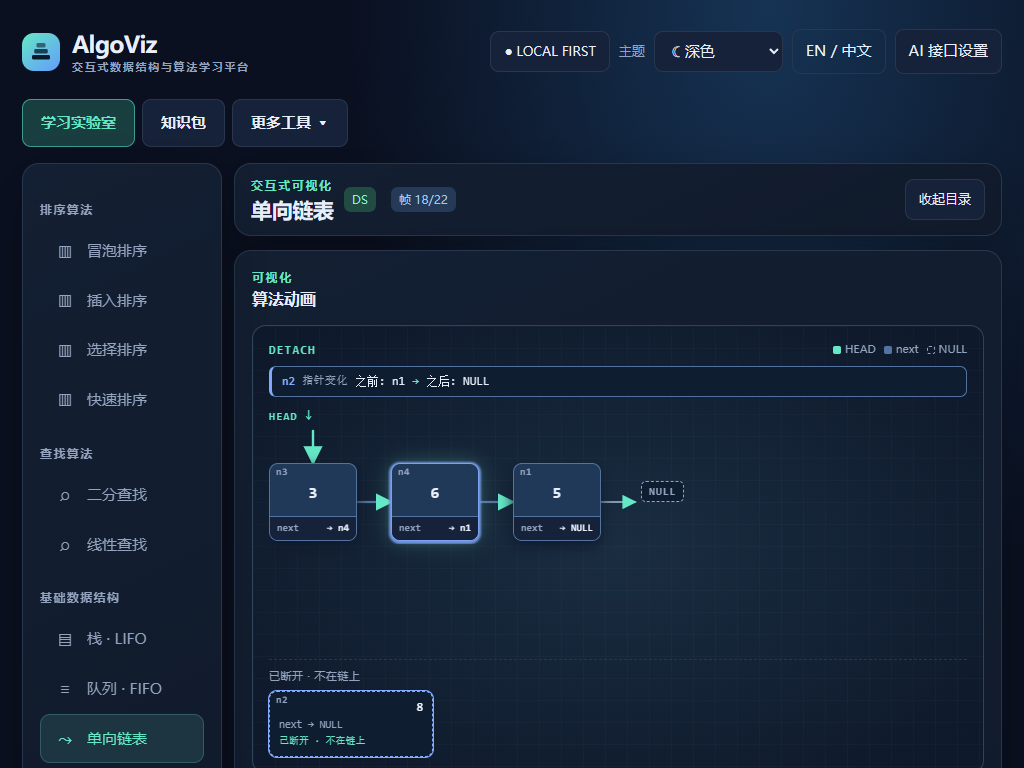 AlgoViz
交互式数据结构与算法学习平台
● LOCAL FIRST
主题
☾ 深色
EN / 中文
AI 接口设置
学习实验室
知识包
更多工具 ▾
排序算法
▥ 冒泡排序
▥ 插入排序
▥ 选择排序
▥ 快速排序
查找算法
⌕ 二分查找
⌕ 线性查找
基础数据结构
▤ 栈 · LIFO
≡ 队列 · FIFO
⤳ 单向链表
交互式可视化
单向链表
DS
帧 18/22
收起目录
可视化
算法动画
DETACH
HEAD
next
NULL
n2 指针变化 之前: n1 → 之后: NULL
HEAD ↓
n3
3
next → n4
n4
6
next → n1
n1
5
next → NULL
NULL
已断开 · 不在链上
n2
8
next → NULL
已断开 · 不在链上